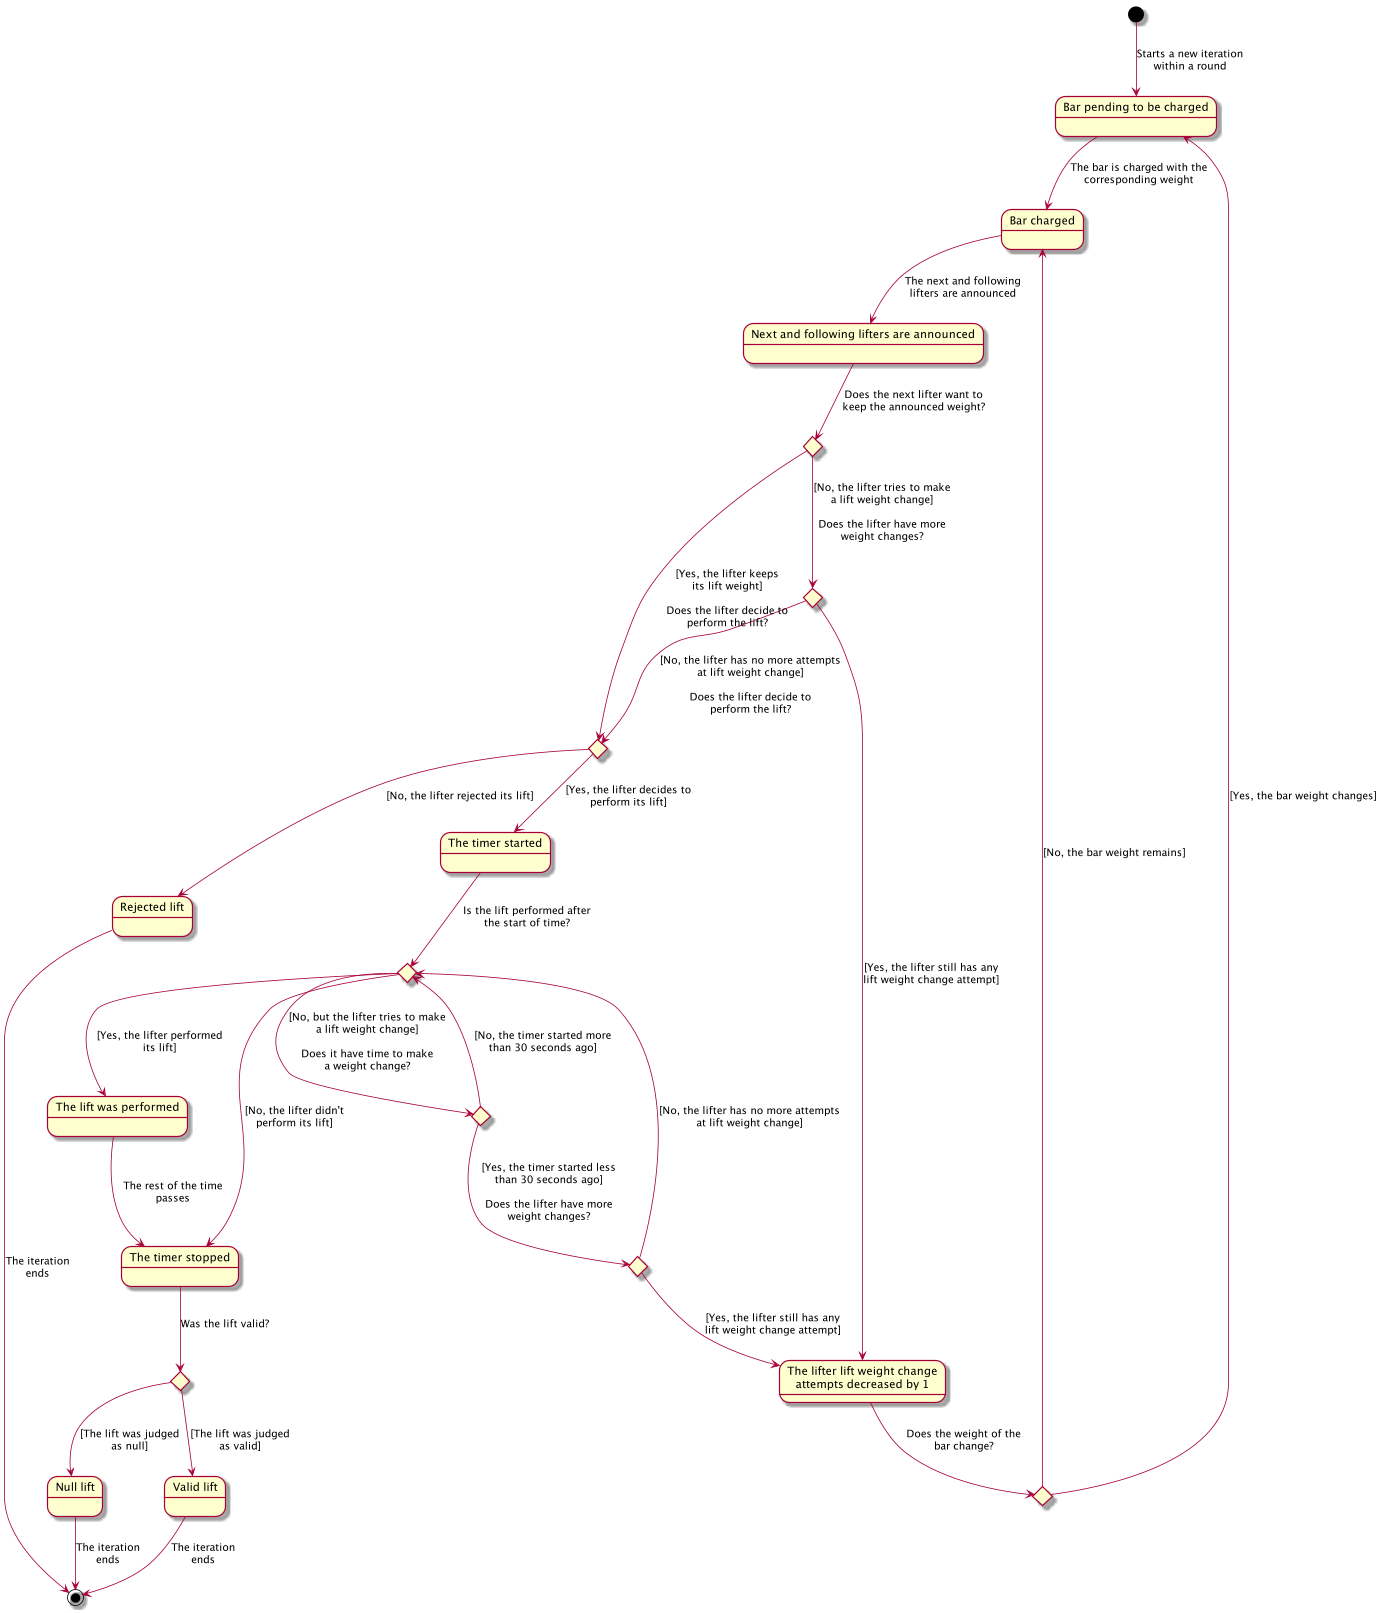 Starts a new iteration
within a round
Bar pending to be charged
The bar is charged with the
corresponding weight
Bar charged
The next and following
lifters are announced
Next and following lifters are announced
Does the next lifter want to
keep the announced weight?
[No, the lifter tries to make
a lift weight change]
Does the lifter have more
weight changes?
[Yes, the lifter keeps
its lift weight]
Does the lifter decide to
perform the lift?
[No, the lifter has no more attempts
at lift weight change]
Does the lifter decide to
perform the lift?
[No, the lifter rejected its lift]
[Yes, the lifter decides to
perform its lift]
[Yes, the bar weight changes]
The timer started
[No, the bar weight remains]
Rejected lift
Is the lift performed after
the start of time?
[Yes, the lifter still has any
lift weight change attempt]
[Yes, the lifter performed
its lift]
[No, but the lifter tries to make
a lift weight change]
Does it have time to make
a weight change?
[No, the timer started more
than 30 seconds ago]
The lift was performed
[No, the lifter didn't
perform its lift]
[No, the lifter has no more attempts
at lift weight change]
The rest of the time
passes
[Yes, the timer started less
than 30 seconds ago]
Does the lifter have more
weight changes?
The iteration
ends
The timer stopped
Was the lift valid?
[Yes, the lifter still has any
lift weight change attempt]
The lifter lift weight change
attempts decreased by 1
[The lift was judged
as null]
[The lift was judged
as valid]
Does the weight of the
bar change?
Null lift
Valid lift
The iteration
ends
The iteration
ends